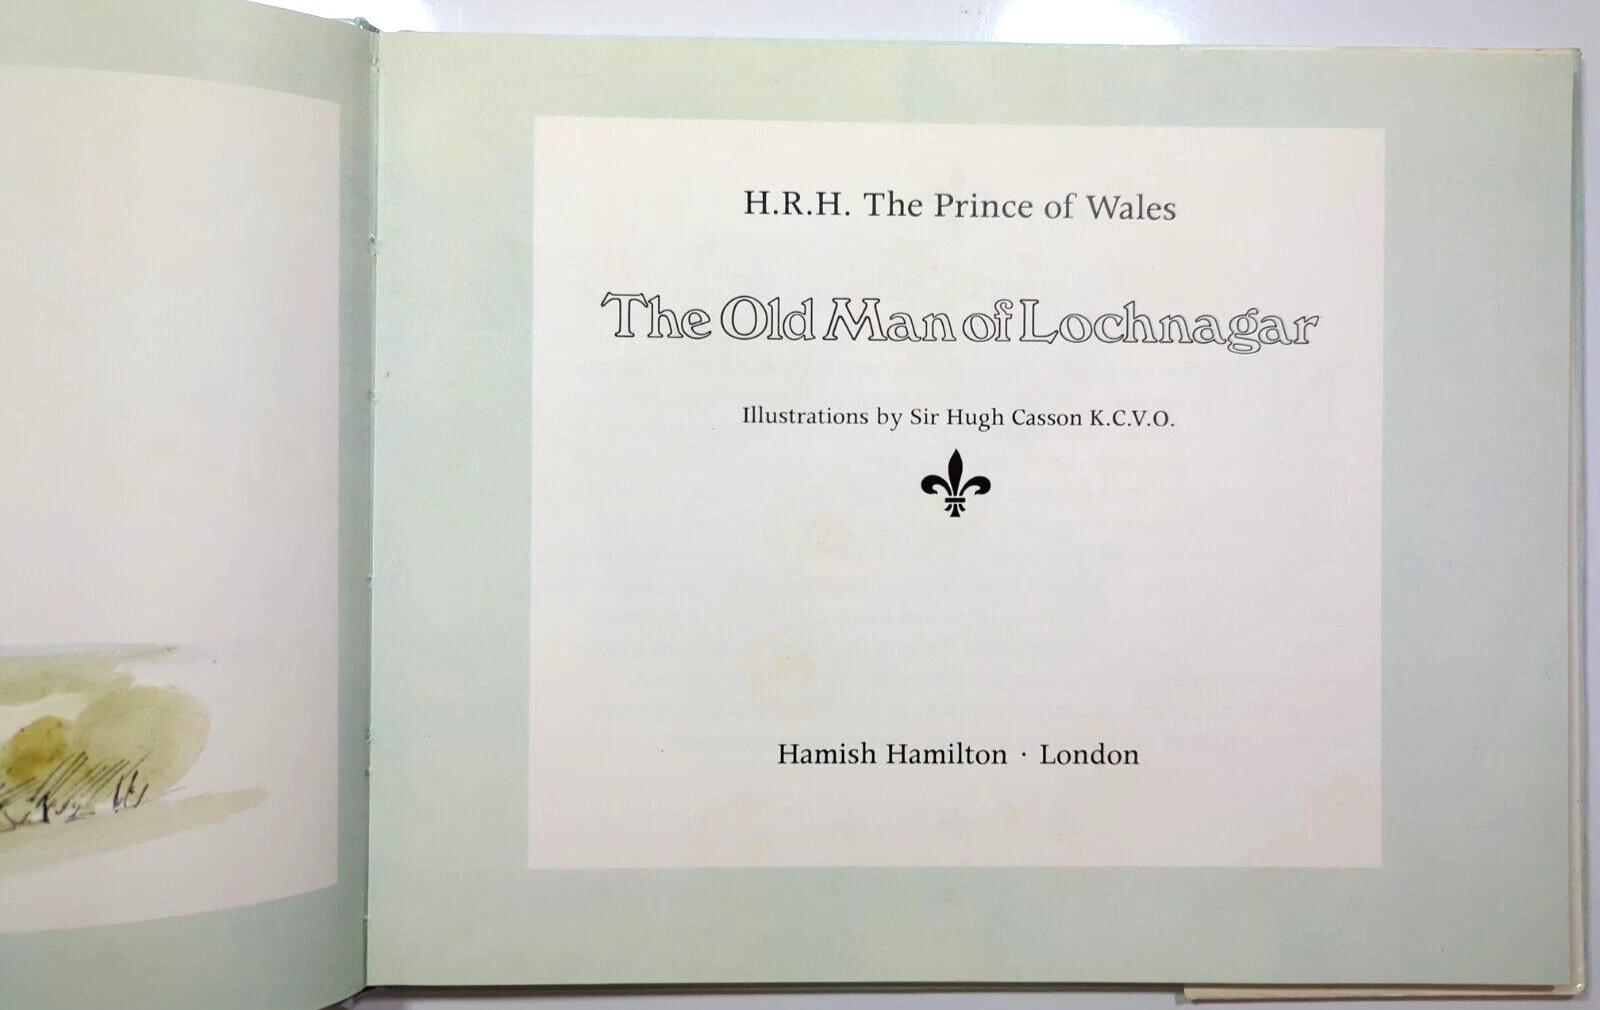 H.R.H. The Prince of Wales
The Old Man of Lochnagar
Illustrations by Sir Hugh Casson K.C.V.O.
Hamish Hamilton · London